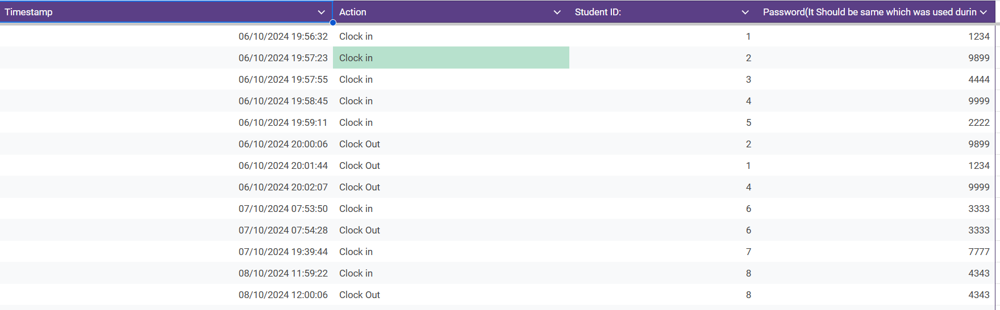 Timestamp Action Student ID: Password(It Should be same which was used durin
06/10/2024 19:56:32 Clock in 1 1234
06/10/2024 19:57:23 Clock in 2 9899
06/10/2024 19:57:55 Clock in 3 4444
06/10/2024 19:58:45 Clock in 4 9999
06/10/2024 19:59:11 Clock in 5 2222
06/10/2024 20:00:06 Clock Out 2 9899
06/10/2024 20:01:44 Clock Out 1 1234
06/10/2024 20:02:07 Clock Out 4 9999
07/10/2024 07:53:50 Clock in 6 3333
07/10/2024 07:54:28 Clock Out 6 3333
07/10/2024 19:39:44 Clock in 7 7777
08/10/2024 11:59:22 Clock in 8 4343
08/10/2024 12:00:06 Clock Out 8 4343